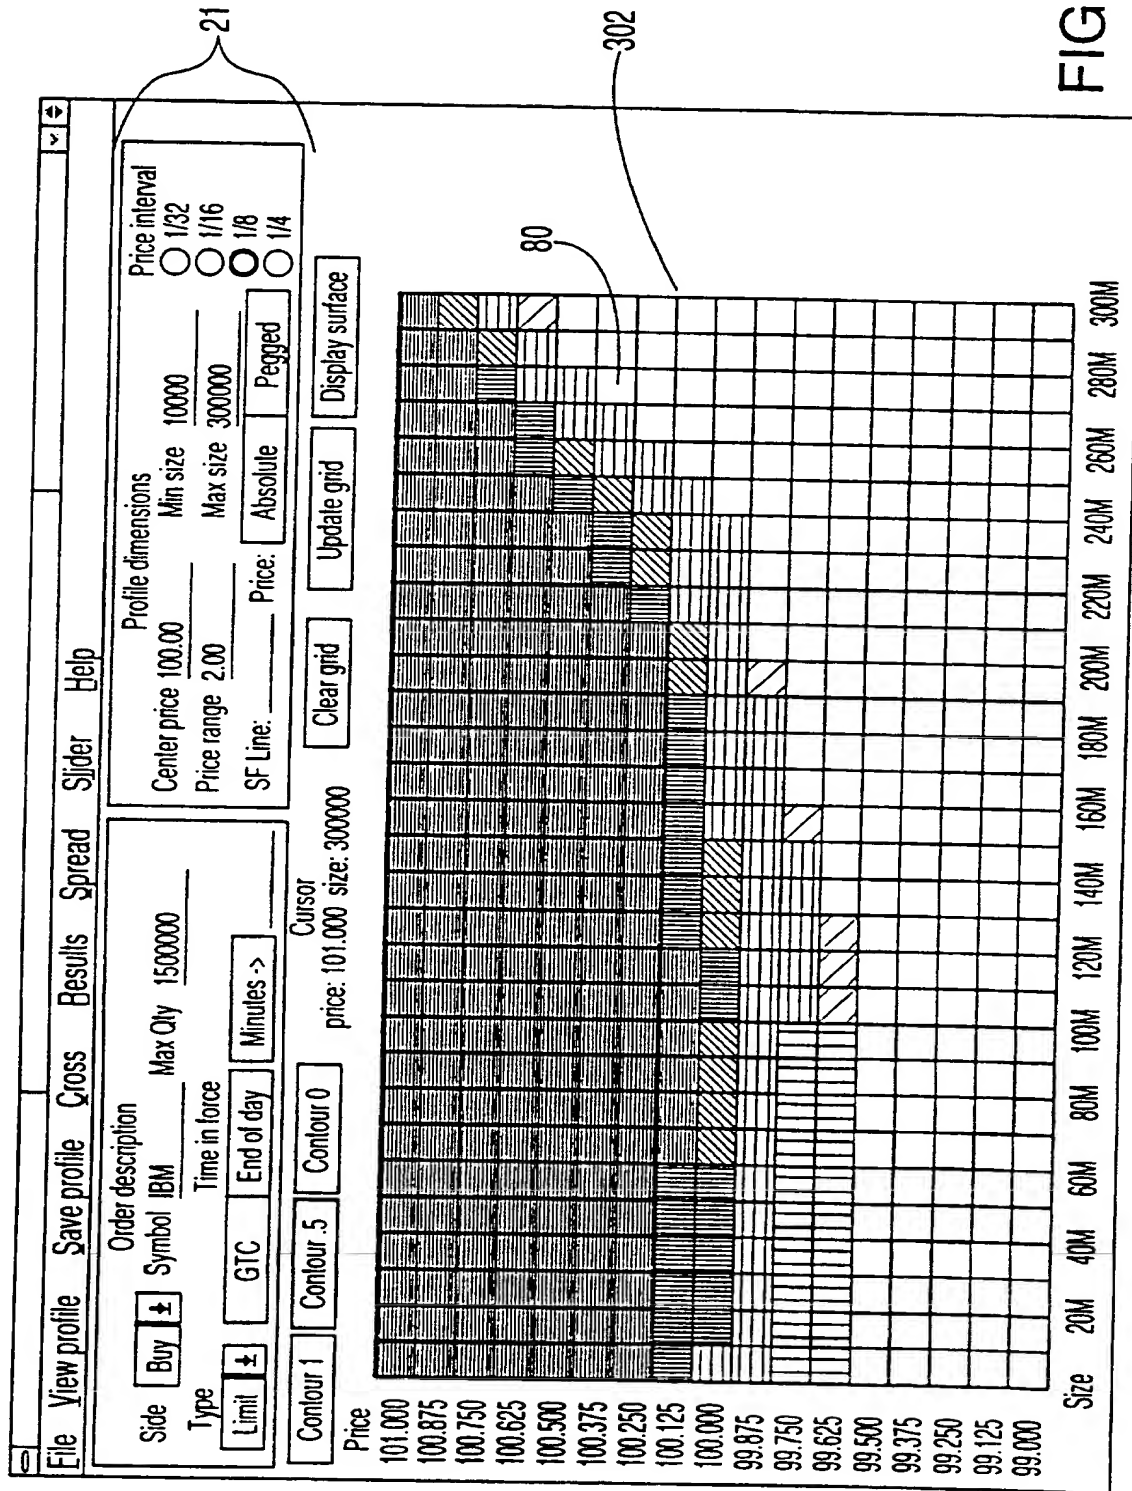 File View profile Save profile Cross Results Spread Slider Help
Order description
Side Buy ± Symbol IBM Max Qty 1500000
Type Time in force
Limit ± GTC End of day Minutes ->
Profile dimensions
Center price 100.00 Min size 10000
Price range 2.00 Max size 300000
SF Line: Price: Absolute Pegged
Price interval
1/32
1/16
1/8
1/4
21
Contour 1 Contour .5 Contour 0
Cursor
price: 101.000 size: 300000
Clear grid Update grid Display surface
Price
101.000
100.875
100.750
100.625
100.500
100.375
100.250
100.125
100.000
99.875
99.750
99.625
99.500
99.375
99.250
99.125
99.000
80
302
Size 20M 40M 60M 80M 100M 120M 140M 160M 180M 200M 220M 240M 260M 280M 300M
FIG